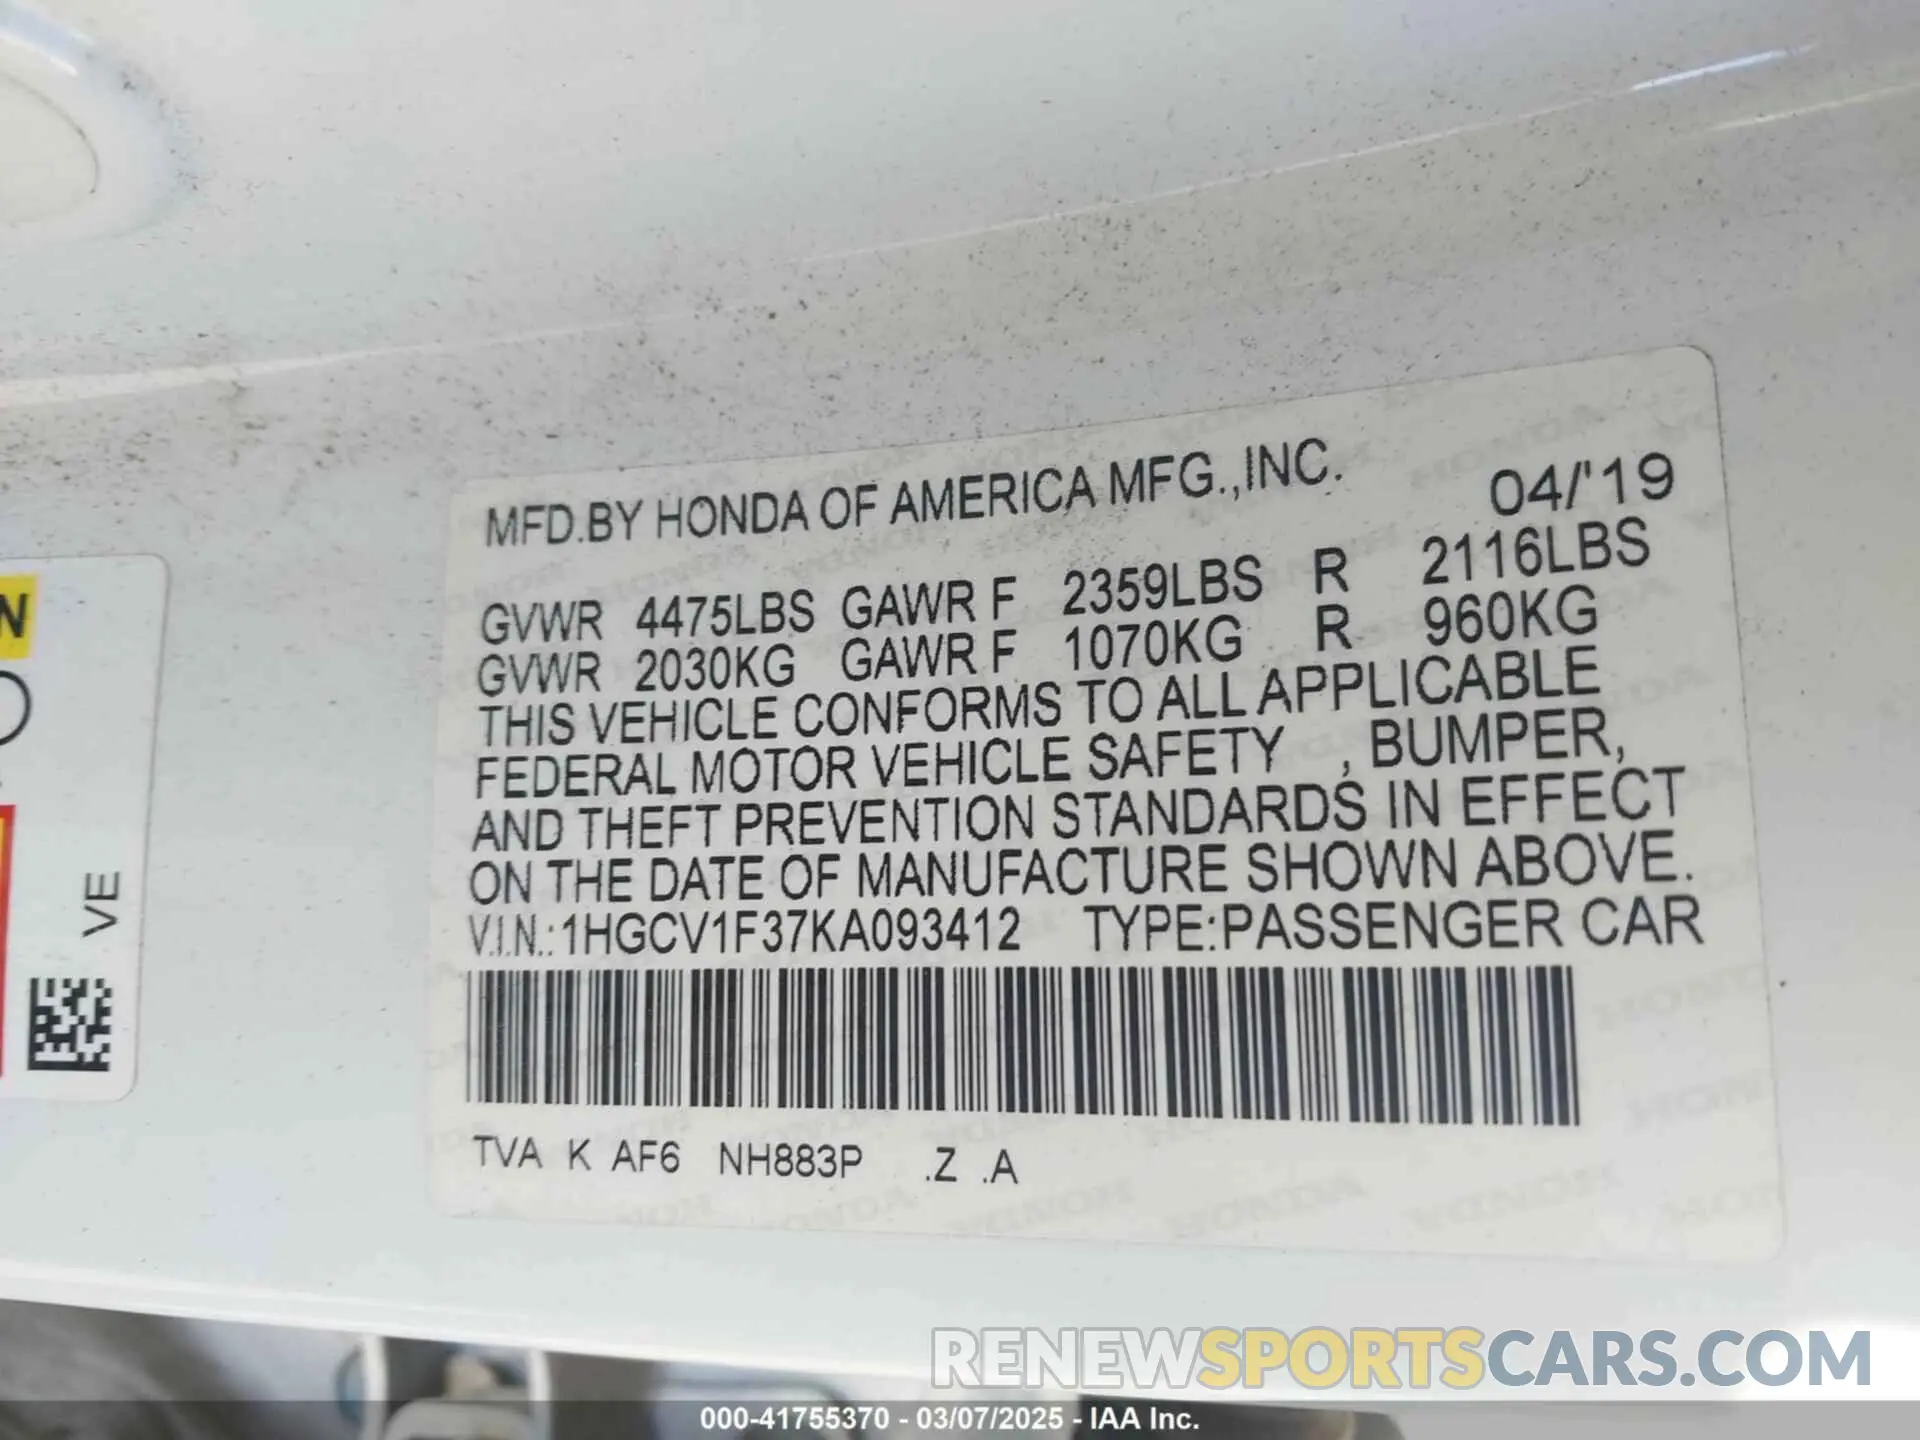 MFD.BY HONDA OF AMERICA MFG.,INC. 04/'19
GVWR 4475LBS GAWR F 2359LBS R 2116LBS
GVWR 2030KG GAWR F 1070KG R 960KG
THIS VEHICLE CONFORMS TO ALL APPLICABLE
FEDERAL MOTOR VEHICLE SAFETY , BUMPER,
AND THEFT PREVENTION STANDARDS IN EFFECT
ON THE DATE OF MANUFACTURE SHOWN ABOVE.
V.I.N.:1HGCV1F37KA093412 TYPE:PASSENGER CAR
TVA K AF6 NH883P .Z .A
VE
RENEWSPORTSCARS.COM
000-41755370 - 03/07/2025 - IAA Inc.